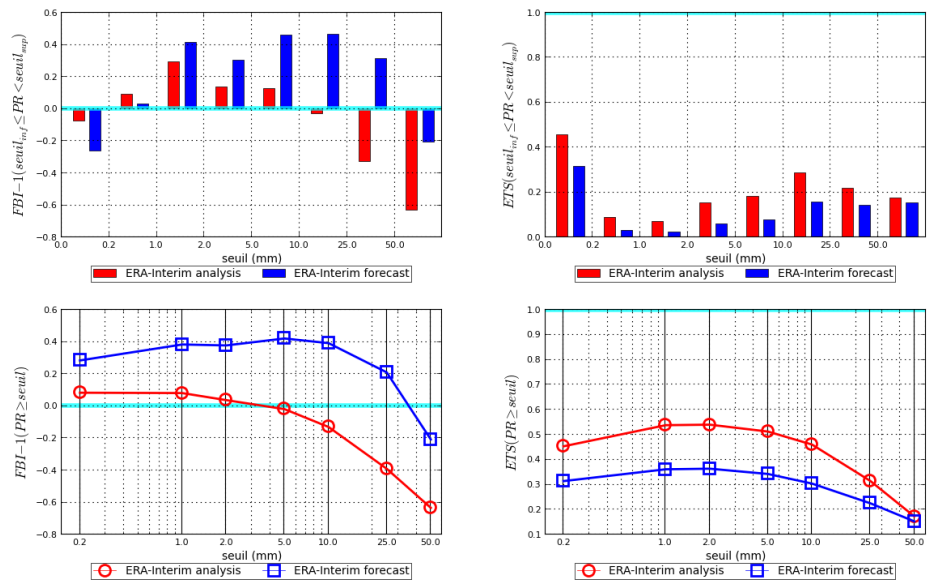 FBI−1(seuil_inf ≤ PR < seuil_sup)
0.6
0.4
0.2
0.0
−0.2
−0.4
−0.6
−0.8
0.0 0.2 1.0 2.0 5.0 10.0 25.0 50.0
seuil (mm)
ERA-Interim analysis ERA-Interim forecast
ETS(seuil_inf ≤ PR < seuil_sup)
1.0
0.8
0.6
0.4
0.2
0.0
0.0 0.2 1.0 2.0 5.0 10.0 25.0 50.0
seuil (mm)
ERA-Interim analysis ERA-Interim forecast
FBI−1(PR ≥ seuil)
0.6
0.4
0.2
0.0
−0.2
−0.4
−0.6
−0.8
0.2 1.0 2.0 5.0 10.0 25.0 50.0
seuil (mm)
ERA-Interim analysis ERA-Interim forecast
ETS(PR ≥ seuil)
1.0
0.9
0.8
0.7
0.6
0.5
0.4
0.3
0.2
0.1
0.2 1.0 2.0 5.0 10.0 25.0 50.0
seuil (mm)
ERA-Interim analysis ERA-Interim forecast